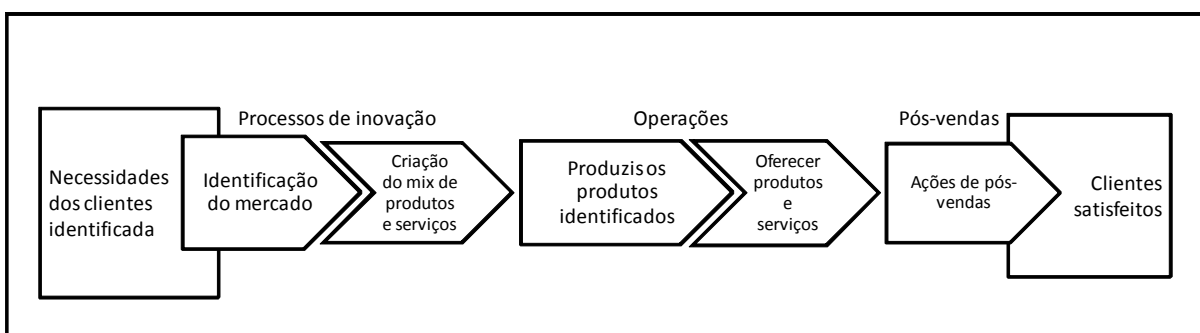 Processos de inovação
Operações
Pós-vendas
Necessidades
dos clientes
identificada
Identificação
do mercado
Criação
do mix de
produtos
e serviços
Produzis os
produtos
identificados
Oferecer
produtos
e
serviços
Ações de pós-
vendas
Clientes
satisfeitos